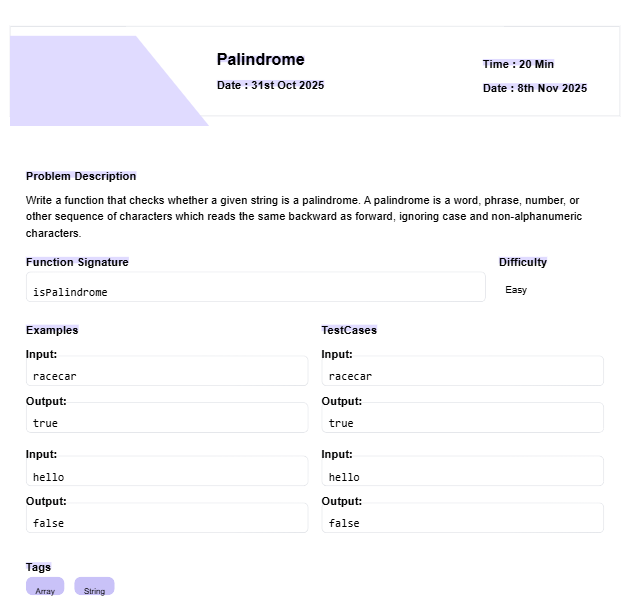 Palindrome
Time : 20 Min
Date : 31st Oct 2025
Date : 8th Nov 2025
Problem Description
Write a function that checks whether a given string is a palindrome. A palindrome is a word, phrase, number, or
other sequence of characters which reads the same backward as forward, ignoring case and non-alphanumeric
characters.
Function Signature
Difficulty
isPalindrome
Easy
Examples
Input:
racecar
Output:
true
Input:
hello
Output:
false
TestCases
Input:
racecar
Output:
true
Input:
hello
Output:
false
Tags
Array
String